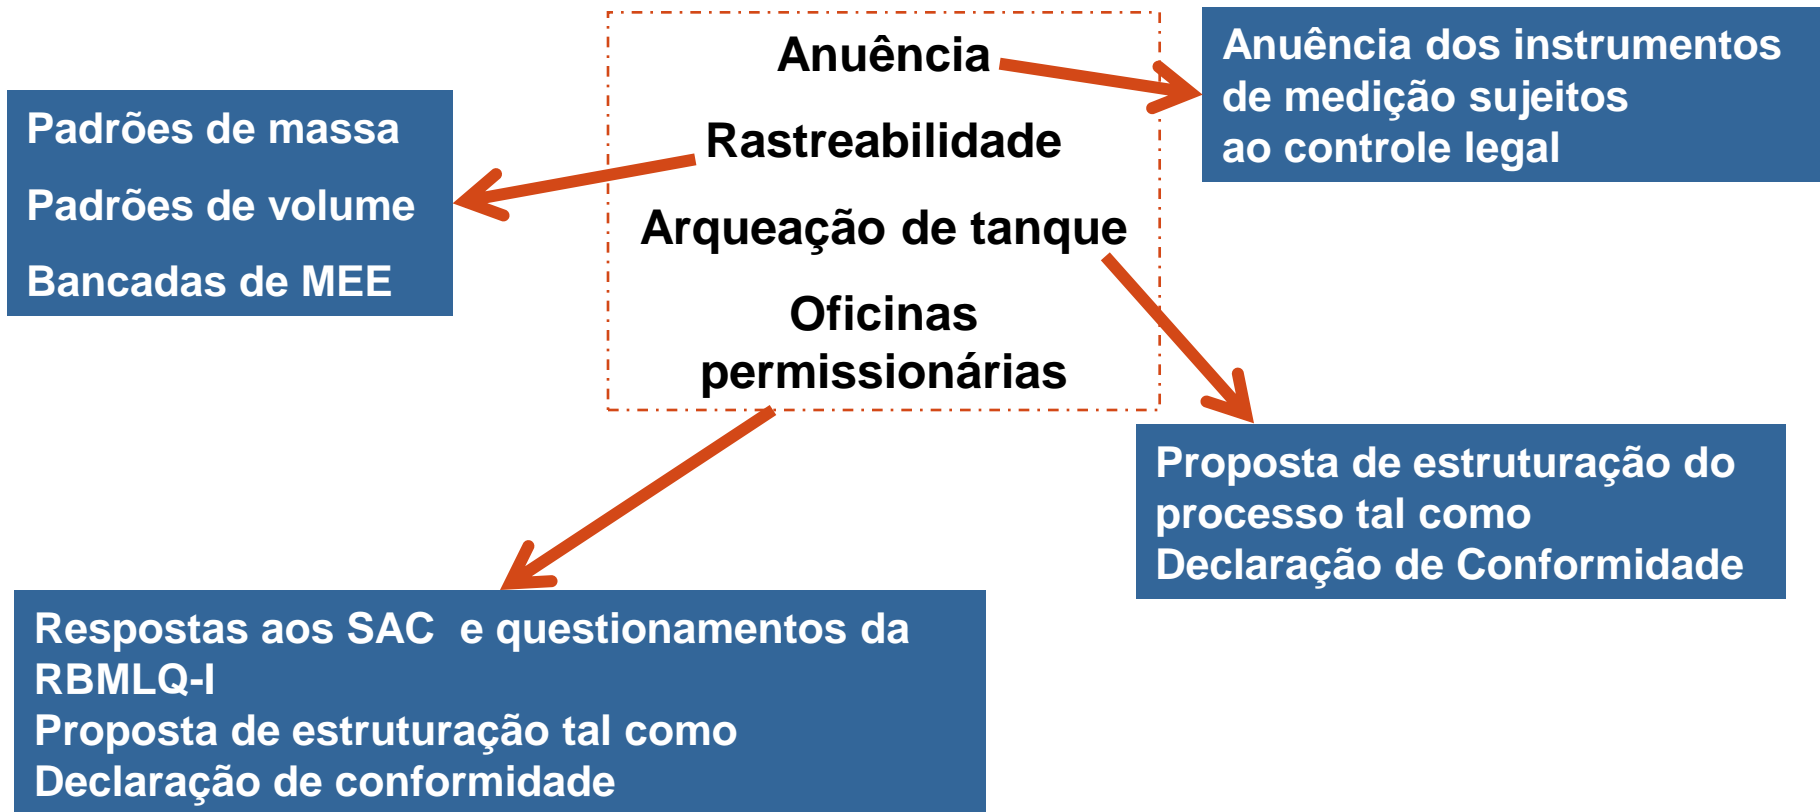 Anuência
Rastreabilidade
Arqueação de tanque
Oficinas
permissionárias
Anuência dos instrumentos
de medição sujeitos
ao controle legal
Padrões de massa
Padrões de volume
Bancadas de MEE
Proposta de estruturação do
processo tal como
Declaração de Conformidade
Respostas aos SAC e questionamentos da
RBMLQ-I
Proposta de estruturação tal como
Declaração de conformidade